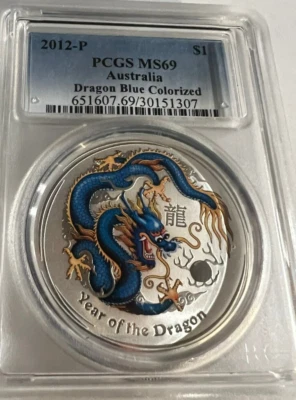 2012-P $1
PCGS MS69
Australia
Dragon Blue Colorized
651607.69/30151307
龍
Year of the Dragon